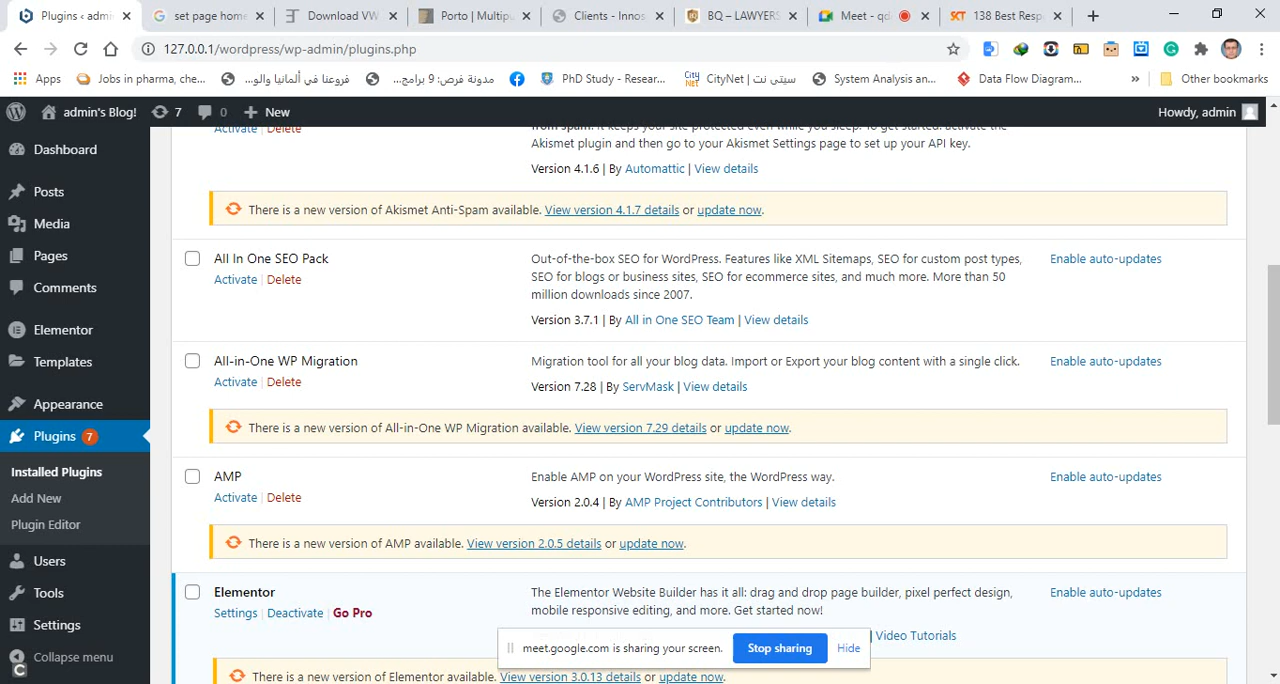 Plugins ‹ admin
set page home
Download VW
Porto | Multipu
Clients - Innos
BQ – LAWYERS
Meet - qd
138 Best Resp
127.0.0.1/wordpress/wp-admin/plugins.php
Apps
Jobs in pharma, che...
فروعنا في ألمانيا والو...
مدونة فرص: 9 برامج...
PhD Study - Resear...
سيتي نت | CityNet
System Analysis an...
Data Flow Diagram...
»
Other bookmarks
admin's Blog!
7
0
New
Howdy, admin
Dashboard
Posts
Media
Pages
Comments
Elementor
Templates
Appearance
Plugins 7
Installed Plugins
Add New
Plugin Editor
Users
Tools
Settings
Collapse menu
Activate | Delete
from spam. It keeps your site protected even while you sleep. To get started: activate the
Akismet plugin and then go to your Akismet Settings page to set up your API key.
Version 4.1.6 | By Automattic | View details
There is a new version of Akismet Anti-Spam available. View version 4.1.7 details or update now.
All In One SEO Pack
Activate | Delete
Out-of-the-box SEO for WordPress. Features like XML Sitemaps, SEO for custom post types,
SEO for blogs or business sites, SEO for ecommerce sites, and much more. More than 50
million downloads since 2007.
Version 3.7.1 | By All in One SEO Team | View details
Enable auto-updates
All-in-One WP Migration
Activate | Delete
Migration tool for all your blog data. Import or Export your blog content with a single click.
Version 7.28 | By ServMask | View details
Enable auto-updates
There is a new version of All-in-One WP Migration available. View version 7.29 details or update now.
AMP
Activate | Delete
Enable AMP on your WordPress site, the WordPress way.
Version 2.0.4 | By AMP Project Contributors | View details
Enable auto-updates
There is a new version of AMP available. View version 2.0.5 details or update now.
Elementor
Settings | Deactivate | Go Pro
The Elementor Website Builder has it all: drag and drop page builder, pixel perfect design,
mobile responsive editing, and more. Get started now!
| Video Tutorials
Enable auto-updates
There is a new version of Elementor available. View version 3.0.13 details or update now.
meet.google.com is sharing your screen.
Stop sharing
Hide